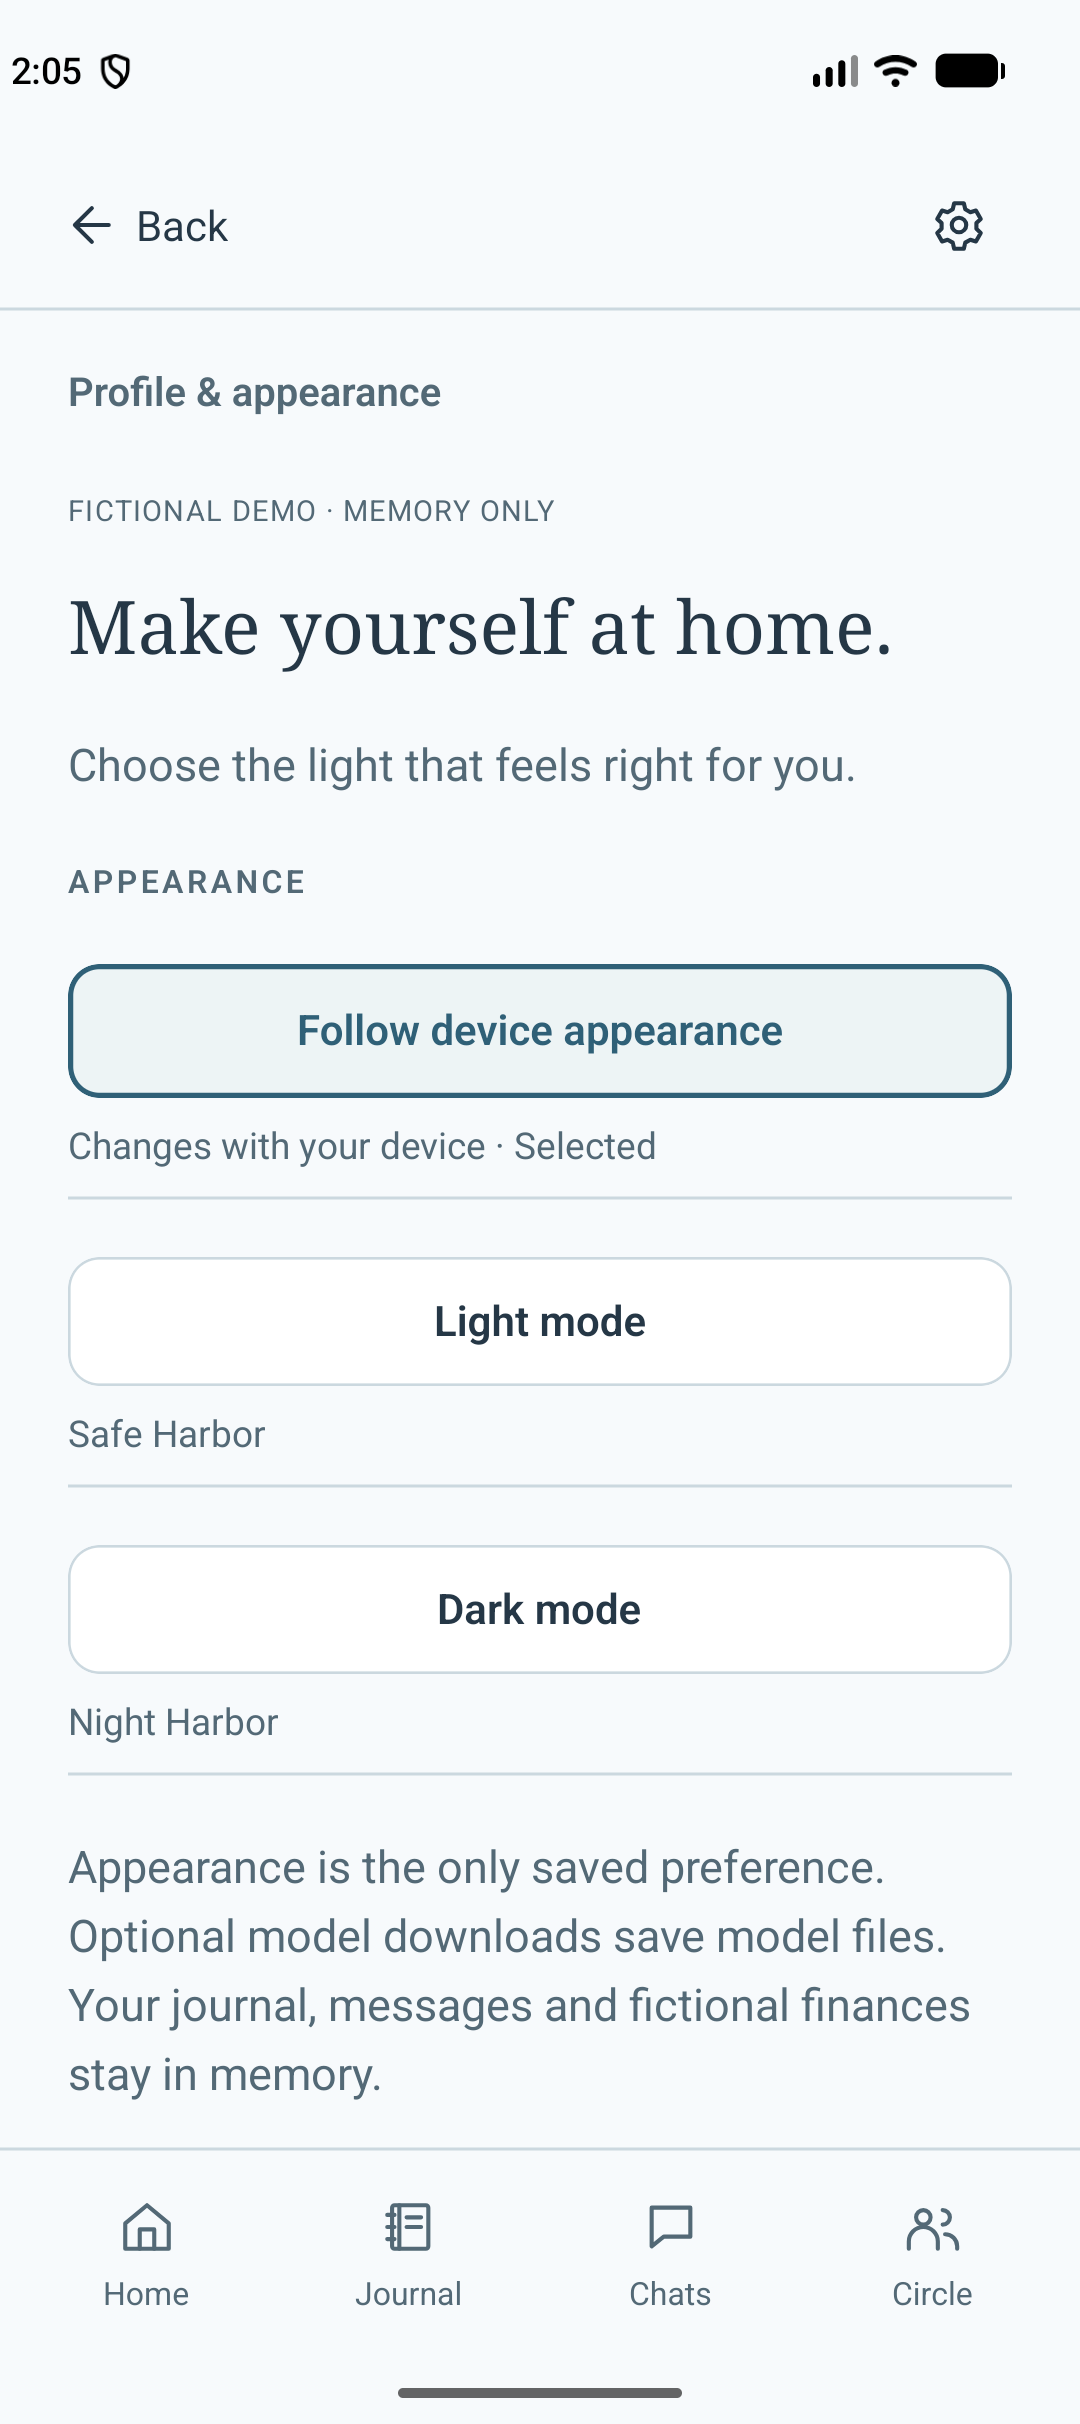 2:05
Back
Profile & appearance
FICTIONAL DEMO · MEMORY ONLY
Make yourself at home.
Choose the light that feels right for you.
APPEARANCE
Follow device appearance
Changes with your device · Selected
Light mode
Safe Harbor
Dark mode
Night Harbor
Appearance is the only saved preference.
Optional model downloads save model files.
Your journal, messages and fictional finances
stay in memory.
Home
Journal
Chats
Circle